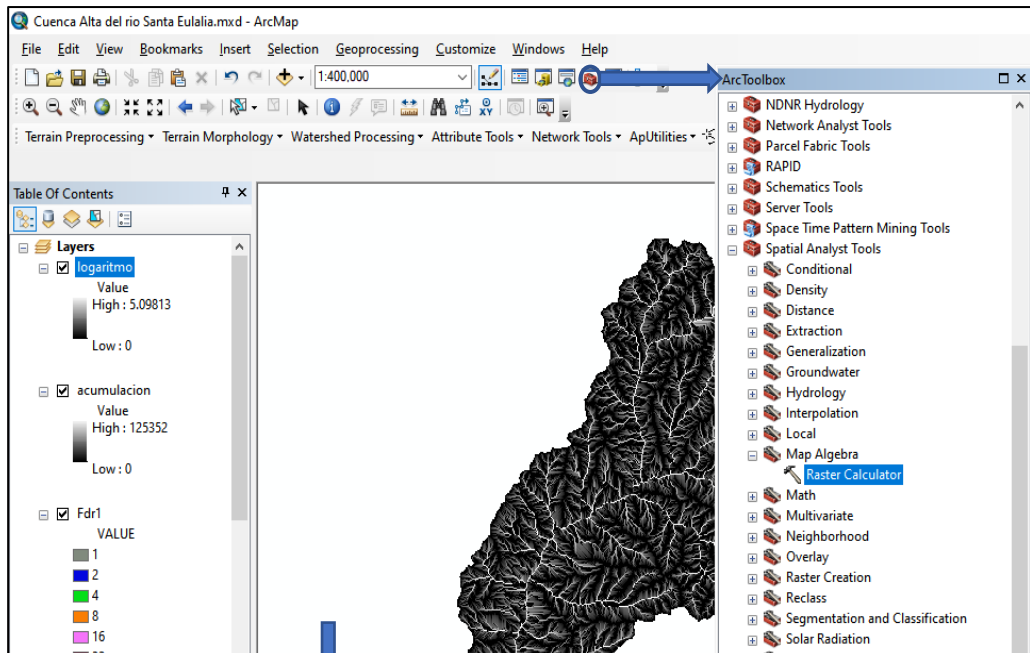 Cuenca Alta del rio Santa Eulalia.mxd - ArcMap
File Edit View Bookmarks Insert Selection Geoprocessing Customize Windows Help
1:400,000
Terrain Preprocessing Terrain Morphology Watershed Processing Attribute Tools Network Tools ApUtilities
Table Of Contents
Layers
logaritmo
Value
High : 5.09813
Low : 0
acumulacion
Value
High : 125352
Low : 0
Fdr1
VALUE
1
2
4
8
16
ArcToolbox
NDNR Hydrology
Network Analyst Tools
Parcel Fabric Tools
RAPID
Schematics Tools
Server Tools
Space Time Pattern Mining Tools
Spatial Analyst Tools
Conditional
Density
Distance
Extraction
Generalization
Groundwater
Hydrology
Interpolation
Local
Map Algebra
Raster Calculator
Math
Multivariate
Neighborhood
Overlay
Raster Creation
Reclass
Segmentation and Classification
Solar Radiation